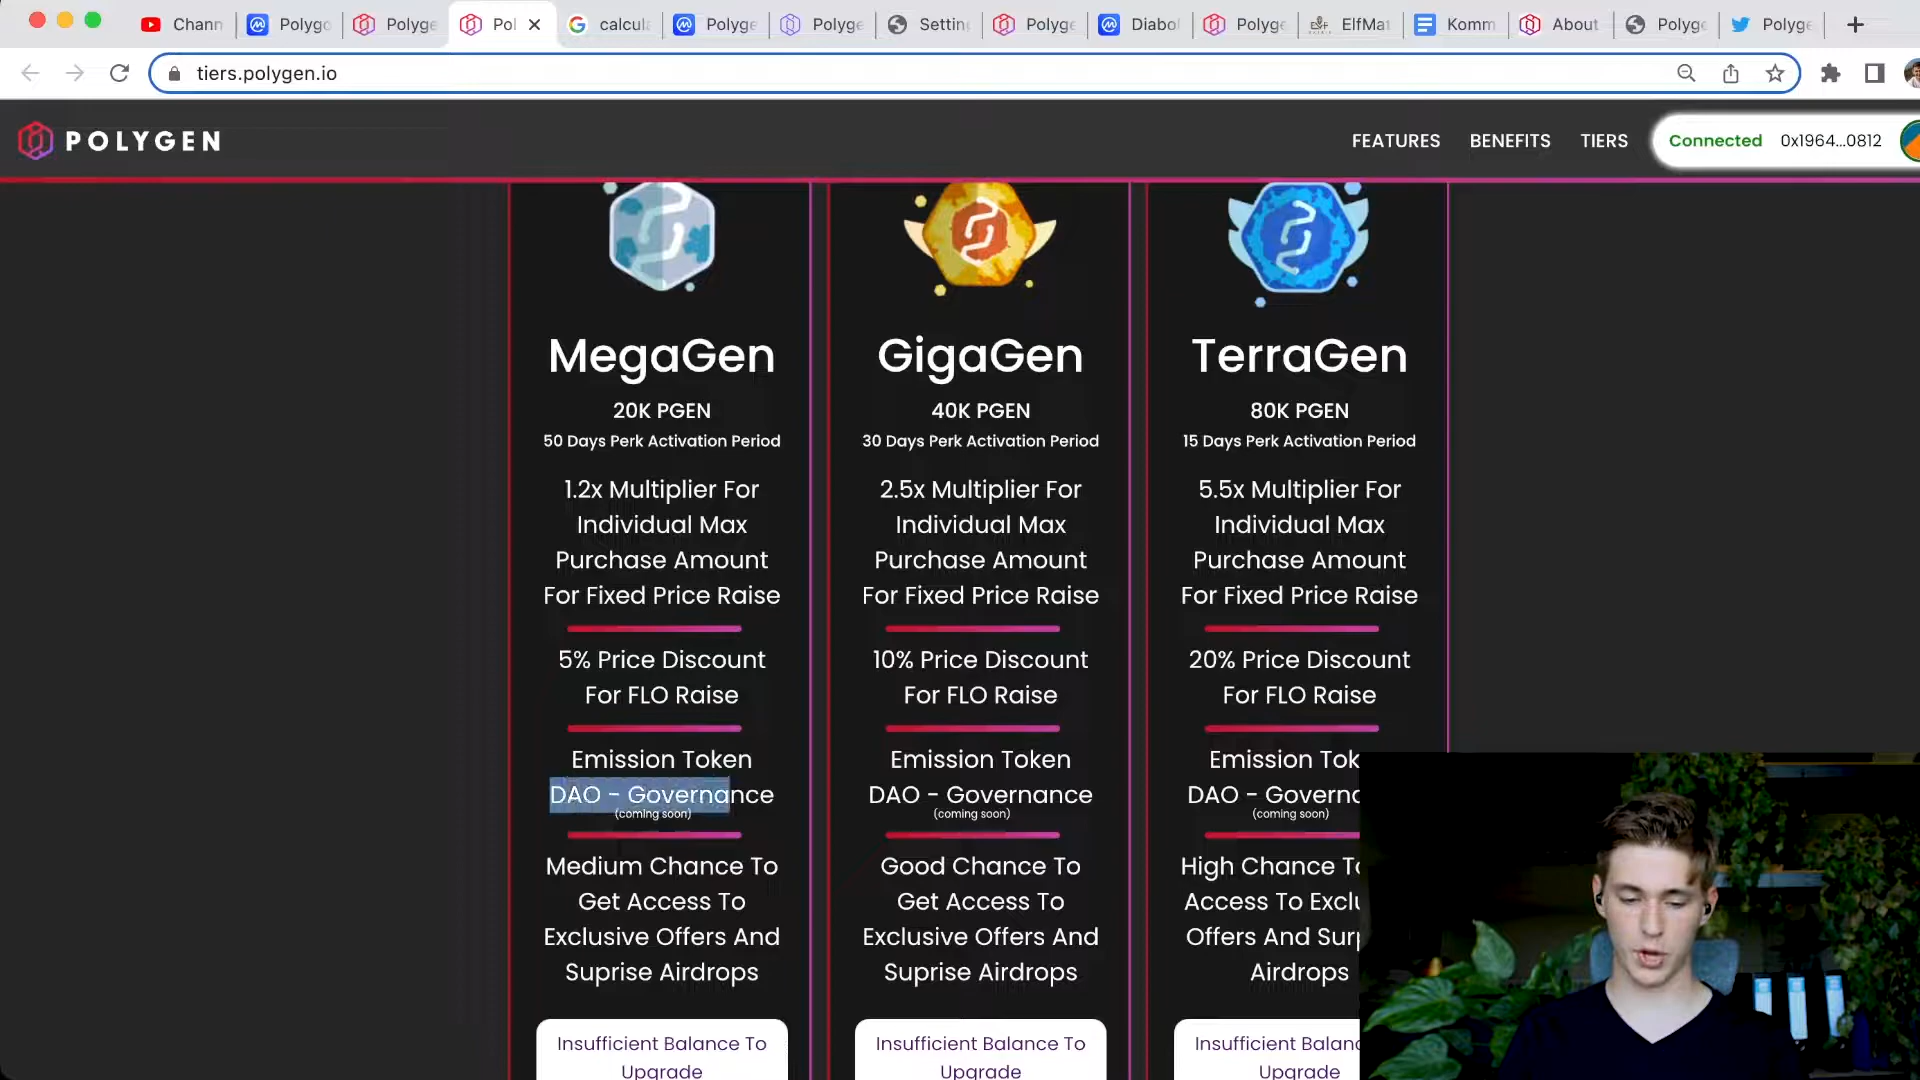 Chann
Polygo
Polyge
Pol
calcula
Polyge
Polyge
Settin
Polyge
Diabol
Polyge
ElfMat
Komm
About
Polyge
Polyge
tiers.polygen.io
POLYGEN
FEATURES
BENEFITS
TIERS
Connected 0x1964...0812
MegaGen
20K PGEN
50 Days Perk Activation Period
1.2x Multiplier For
Individual Max
Purchase Amount
For Fixed Price Raise
5% Price Discount
For FLO Raise
Emission Token
DAO - Governance
(coming soon)
Medium Chance To
Get Access To
Exclusive Offers And
Suprise Airdrops
Insufficient Balance To
Upgrade
GigaGen
40K PGEN
30 Days Perk Activation Period
2.5x Multiplier For
Individual Max
Purchase Amount
For Fixed Price Raise
10% Price Discount
For FLO Raise
Emission Token
DAO - Governance
(coming soon)
Good Chance To
Get Access To
Exclusive Offers And
Suprise Airdrops
Insufficient Balance To
Upgrade
TerraGen
80K PGEN
15 Days Perk Activation Period
5.5x Multiplier For
Individual Max
Purchase Amount
For Fixed Price Raise
20% Price Discount
For FLO Raise
Emission Tok
DAO - Governa
(coming soon)
High Chance To
Access To Exclu
Offers And Surp
Airdrops
Insufficient Balanc
Upgrade